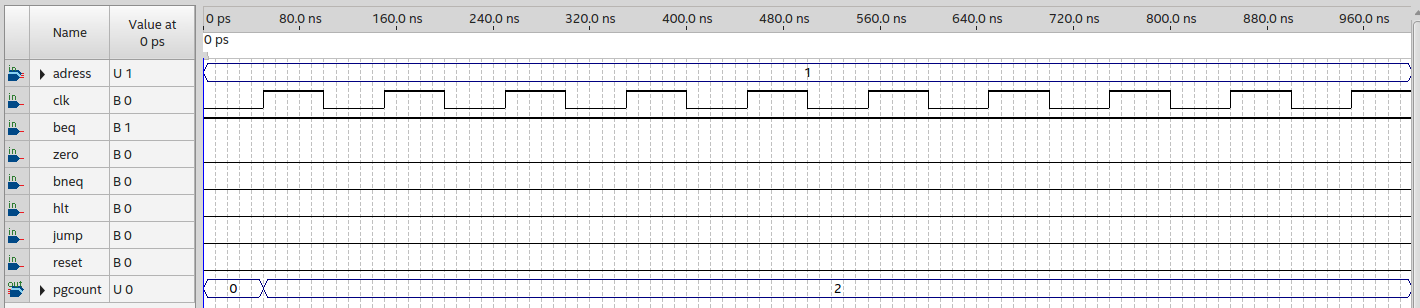 Name Value at 0 ps
0 ps 80.0 ns 160.0 ns 240.0 ns 320.0 ns 400.0 ns 480.0 ns 560.0 ns 640.0 ns 720.0 ns 800.0 ns 880.0 ns 960.0 ns
0 ps
in adress U 1 1
in clk B 0
in beq B 1
in zero B 0
in bneq B 0
in hlt B 0
in jump B 0
in reset B 0
out pgcount U 0 0 2